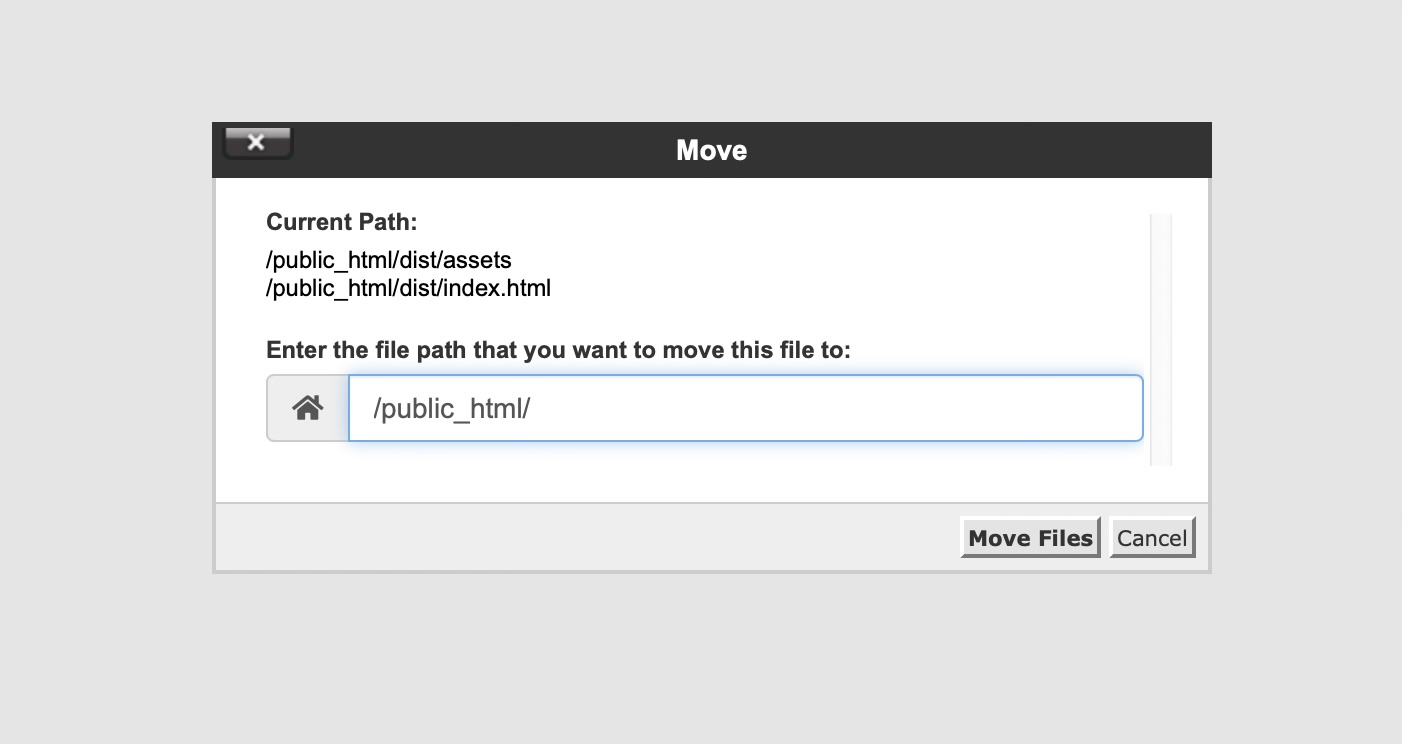 Move
Current Path:
/public_html/dist/assets
/public_html/dist/index.html
Enter the file path that you want to move this file to:
/public_html/
Move Files
Cancel